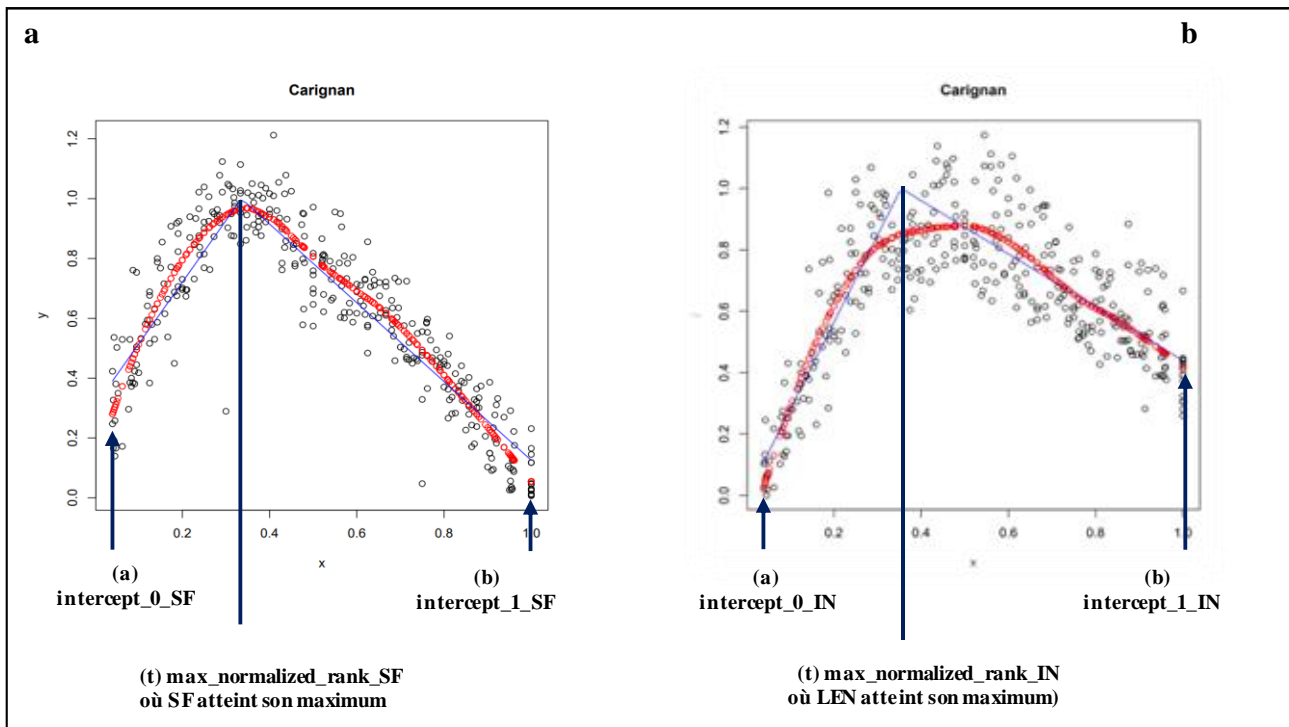 a
b
Carignan
Carignan
1.2
1.0
0.8
0.6
0.4
0.2
0.0
y
0.2 0.4 0.6 0.8 1.0
x
1.2
1.0
0.8
0.6
0.4
0.2
0.0
y
0.2 0.4 0.6 0.8 1.0
x
(a)
intercept_0_SF
(b)
intercept_1_SF
(a)
intercept_0_IN
(b)
intercept_1_IN
(t) max_normalized_rank_SF
où SF atteint son maximum
(t) max_normalized_rank_IN
où LEN atteint son maximum)